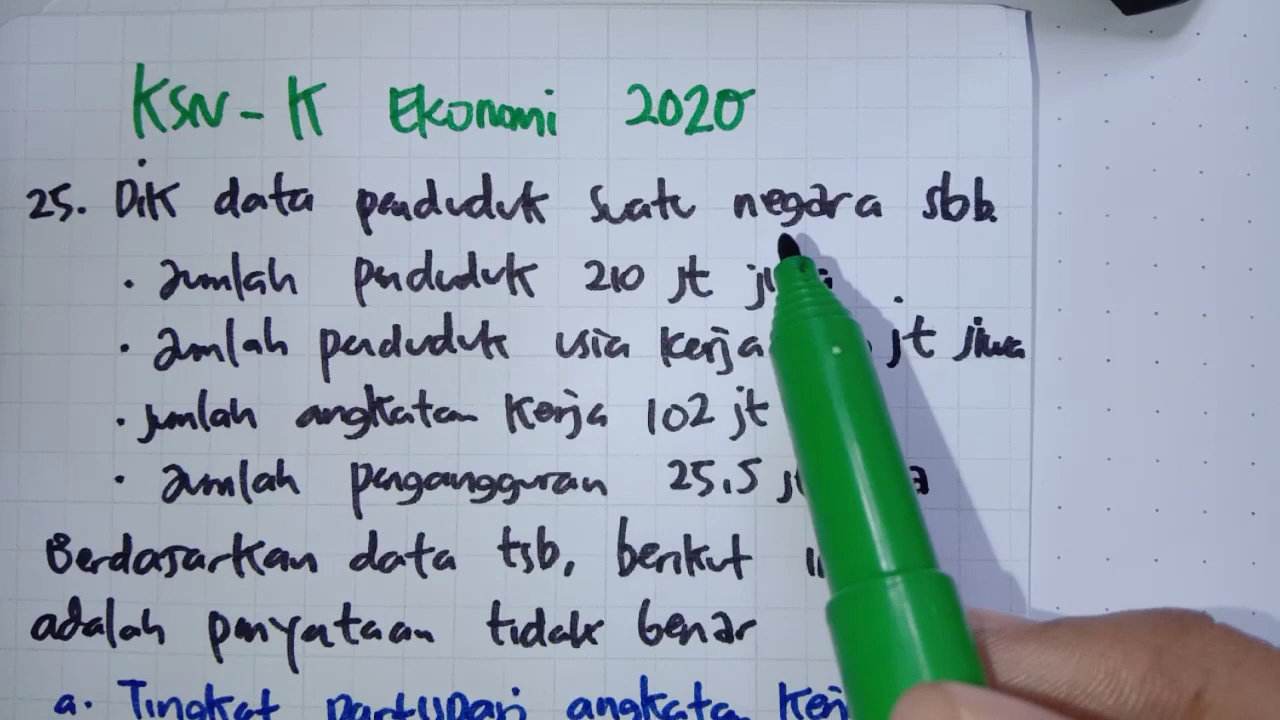 KSN - K Ekonomi 2020
25. Dik data penduduk suatu negara sbb.
• Jumlah penduduk 210 jt
• Jumlah penduduk usia kerja jt jiwa
• Jumlah angkatan kerja 102 jt
• Jumlah pengangguran 25,5
Berdasarkan data tsb, berikut
adalah pernyataan tidak benar
a. Tingkat partisipasi angkata